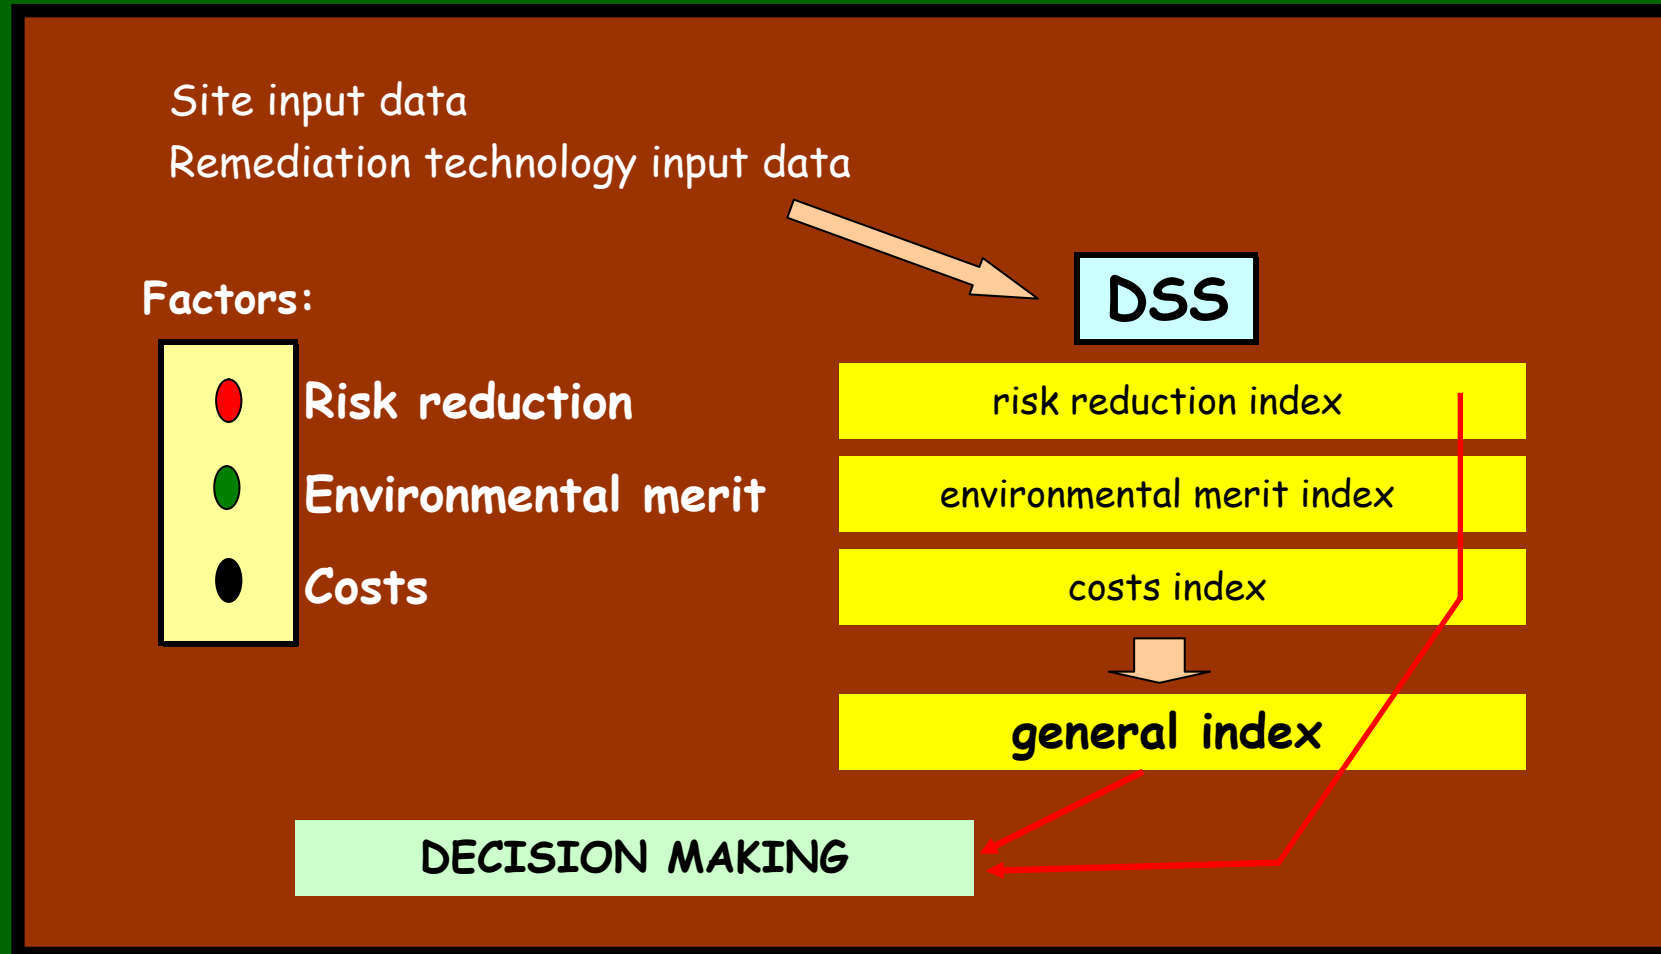 Site input data
Remediation technology input data
DSS
Factors:
Risk reduction
risk reduction index
Environmental merit
environmental merit index
Costs
costs index
general index
DECISION MAKING